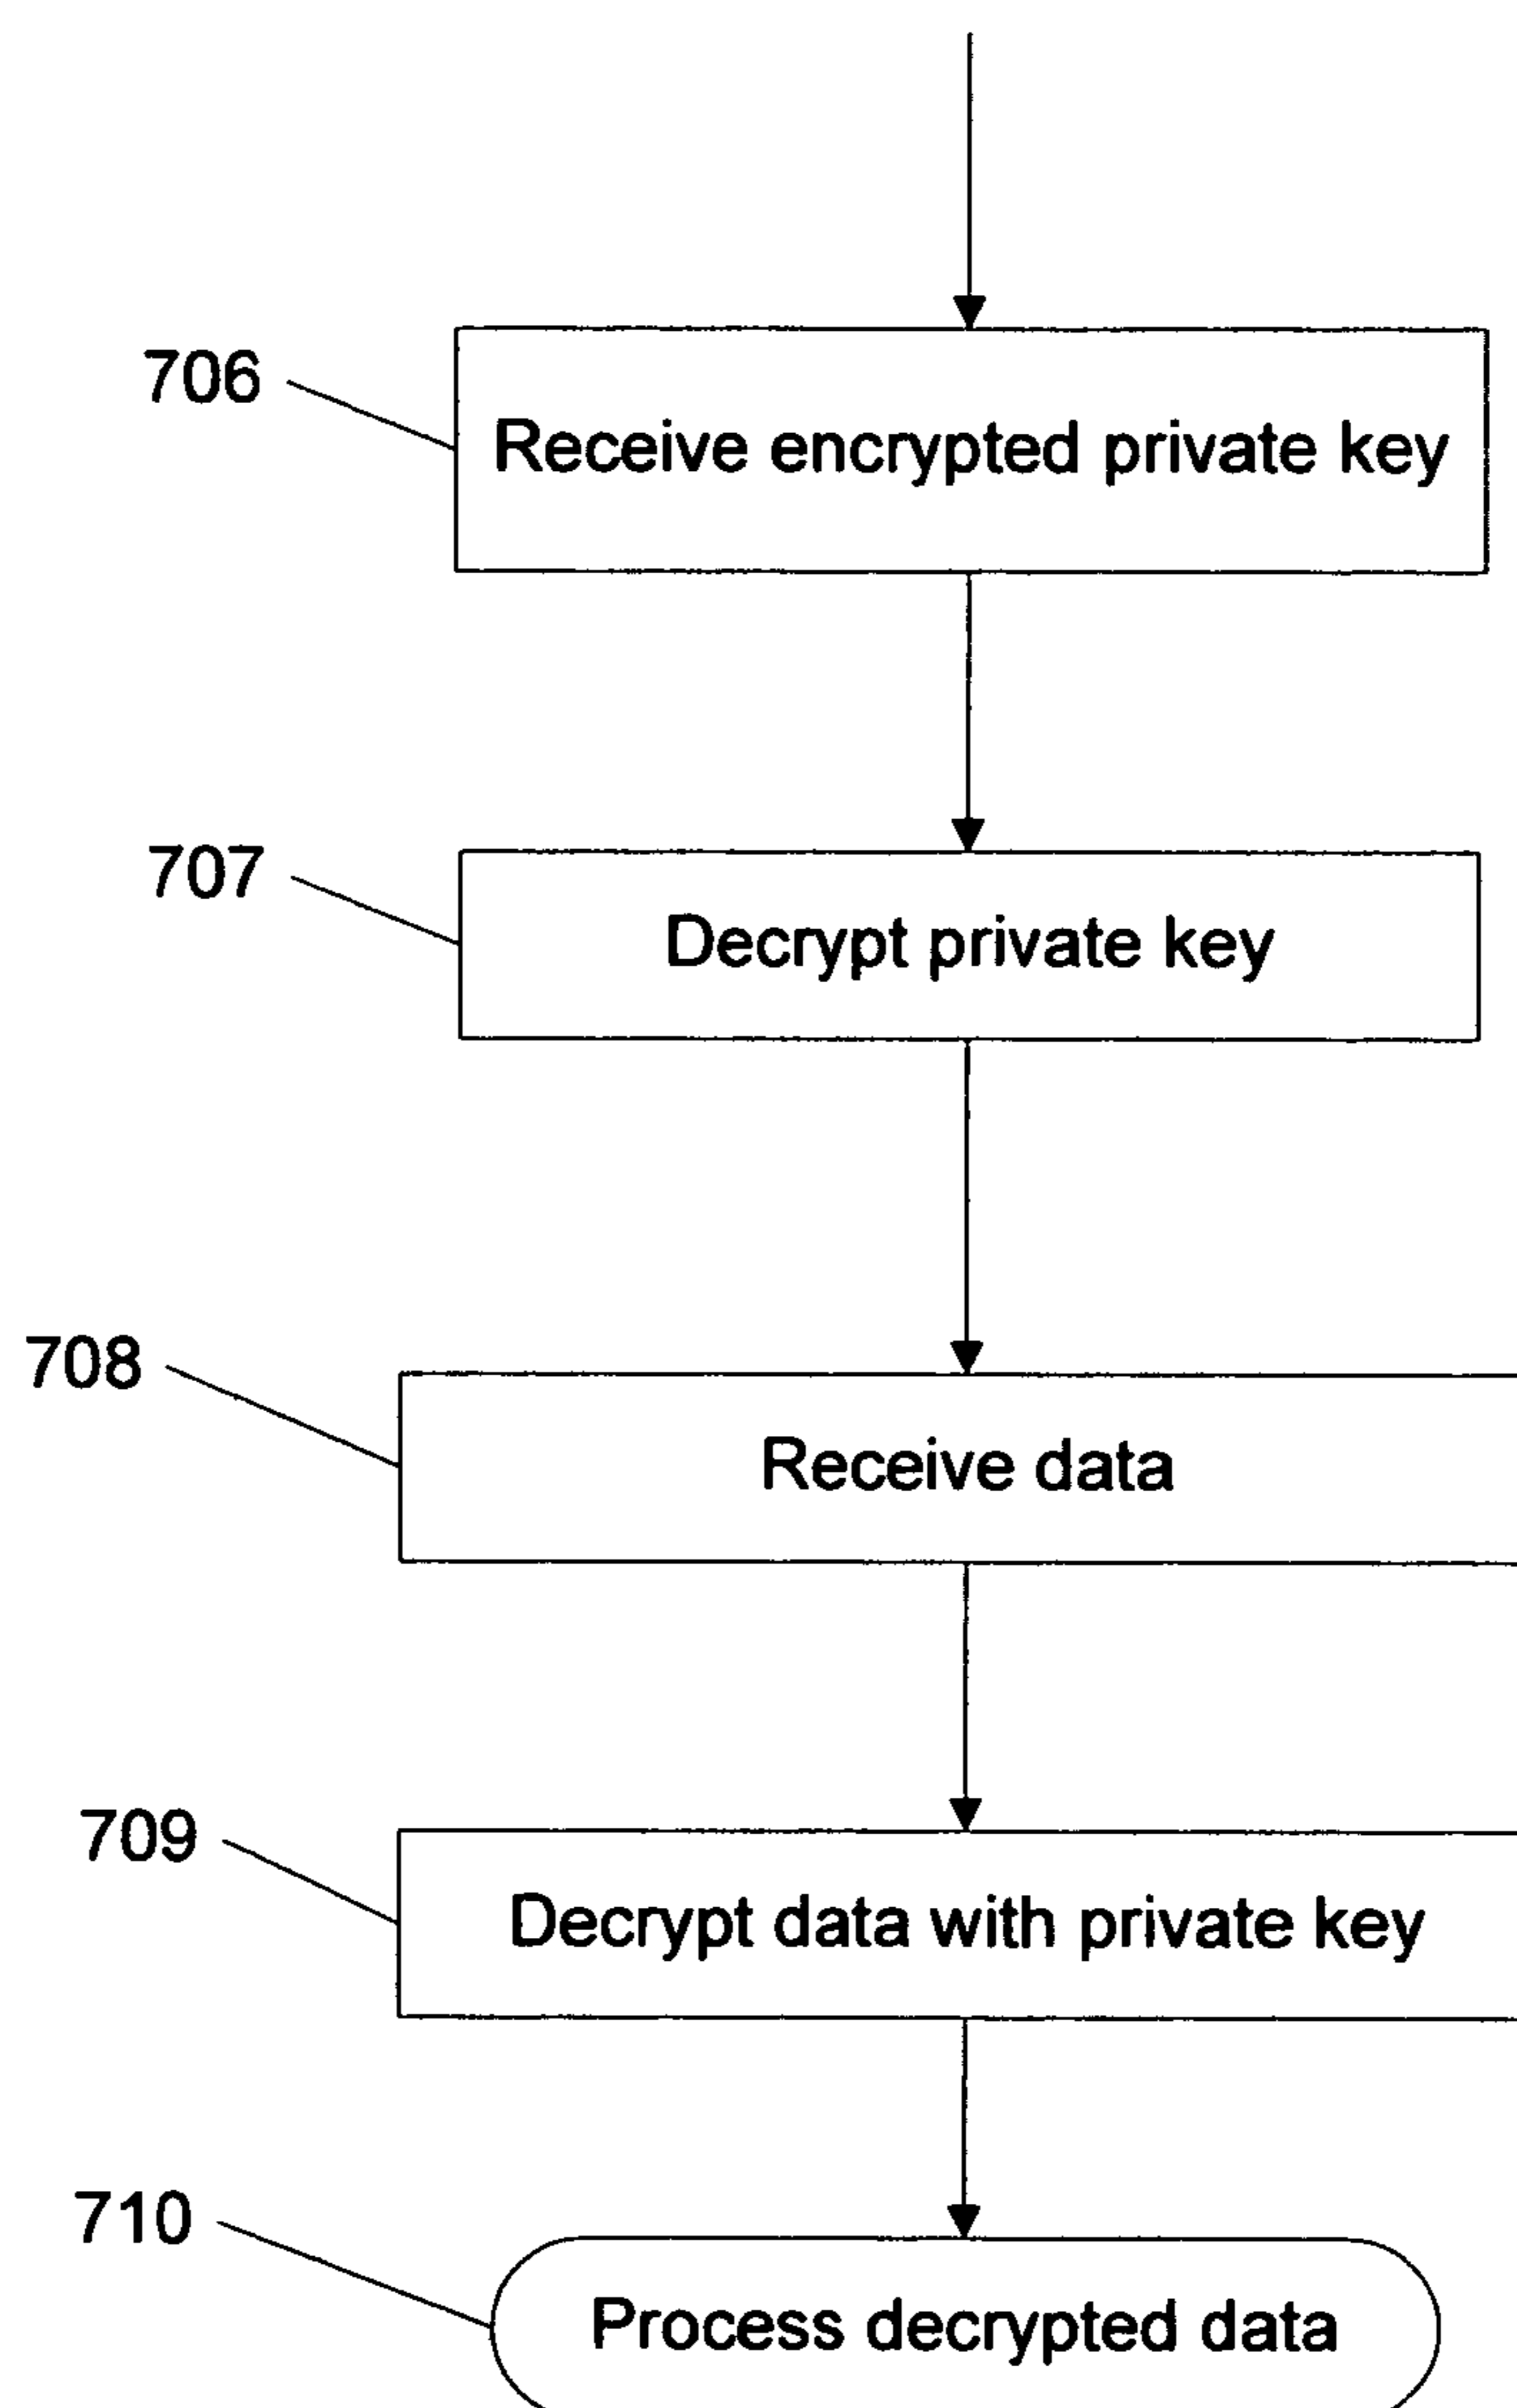 706
Receive encrypted private key
707
Decrypt private key
708
Receive data
709
Decrypt data with private key
710
Process decrypted data